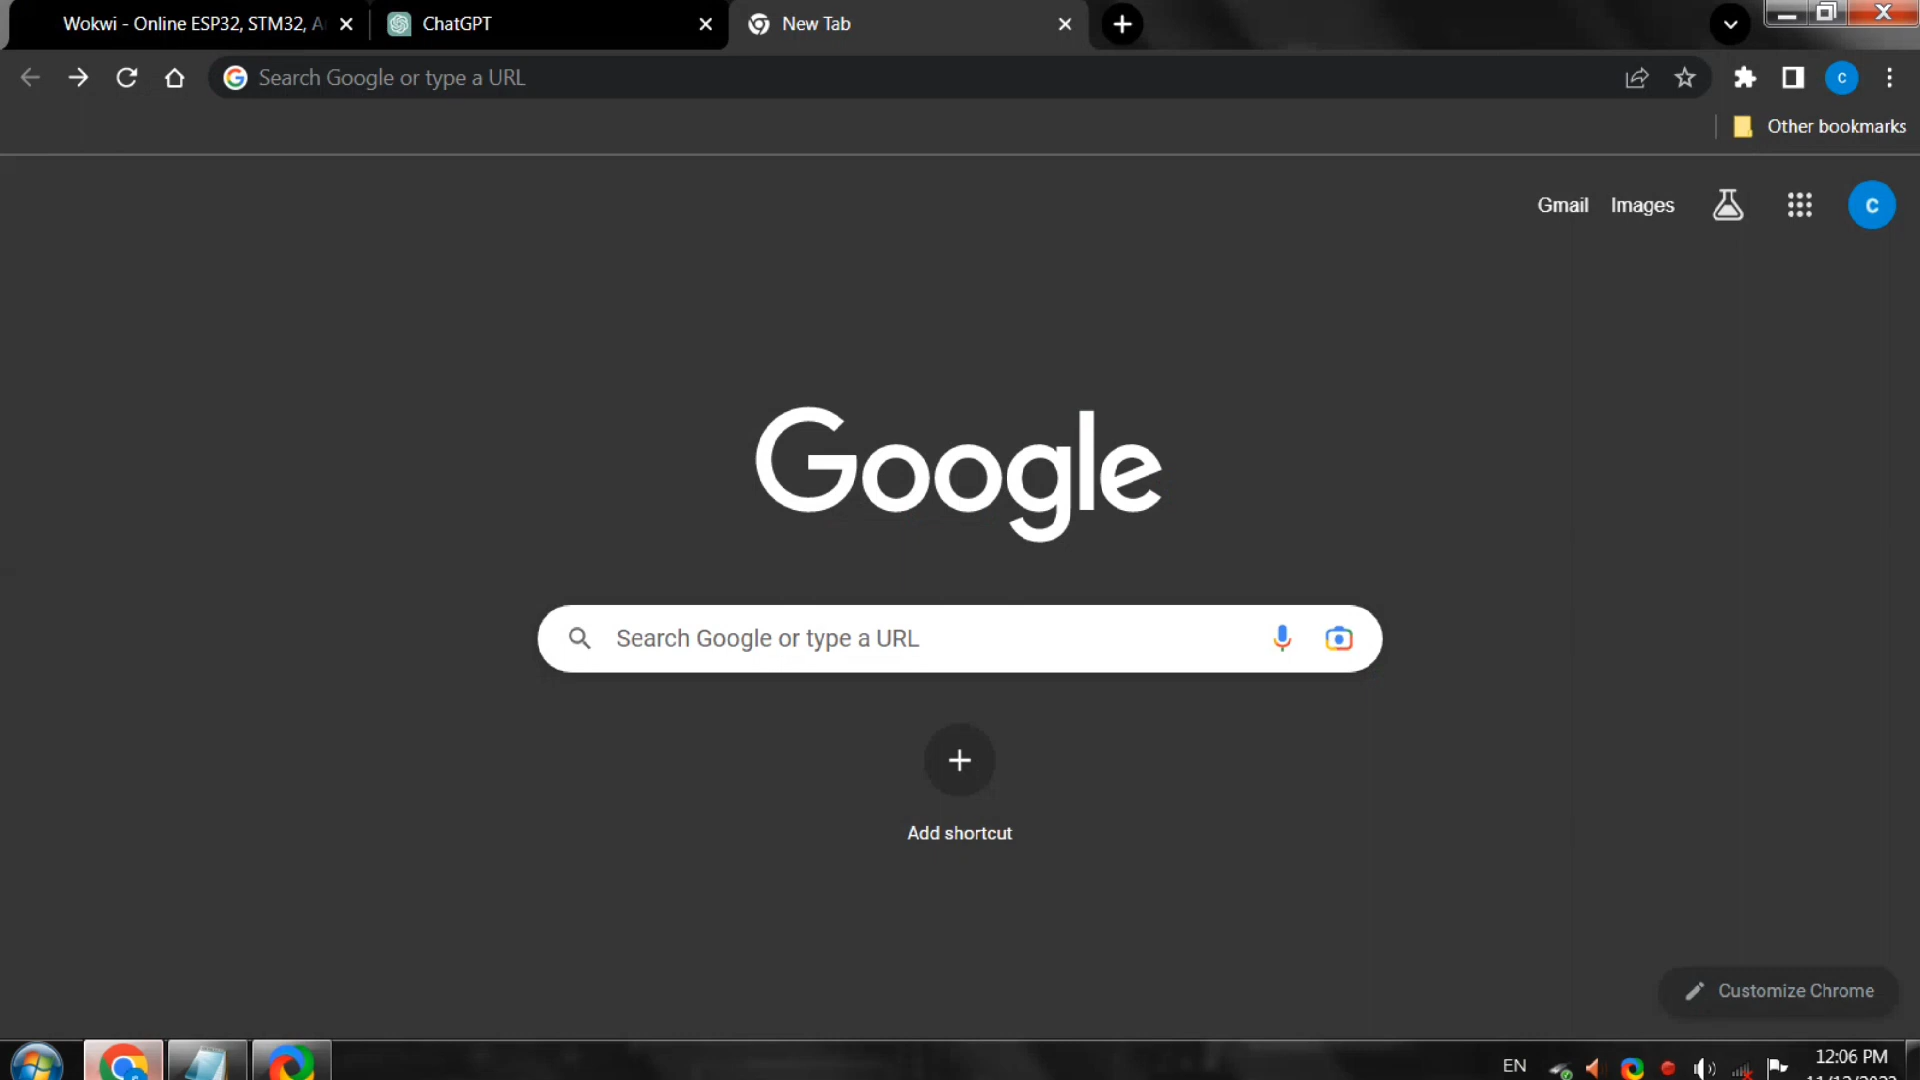 Wokwi - Online ESP32, STM32, A
ChatGPT
New Tab
Search Google or type a URL
C
Other bookmarks
Gmail
Images
C
Google
Search Google or type a URL
Add shortcut
Customize Chrome
EN
12:06 PM